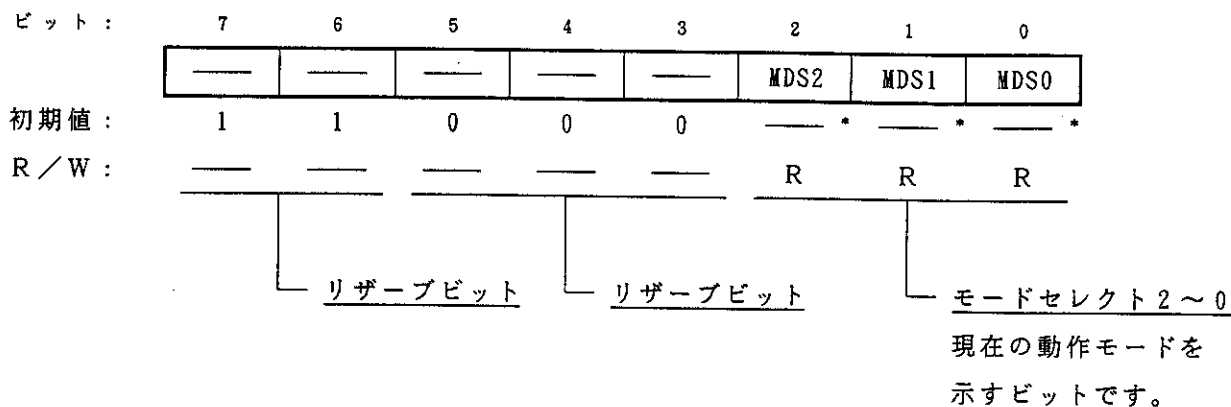 ビット： 7 6 5 4 3 2 1 0
— — — — — MDS2 MDS1 MDS0
初期値： 1 1 0 0 0 —* —* —*
R／W： — — — — — R R R
リザーブビット リザーブビット モードセレクト2～0
現在の動作モードを
示すビットです。